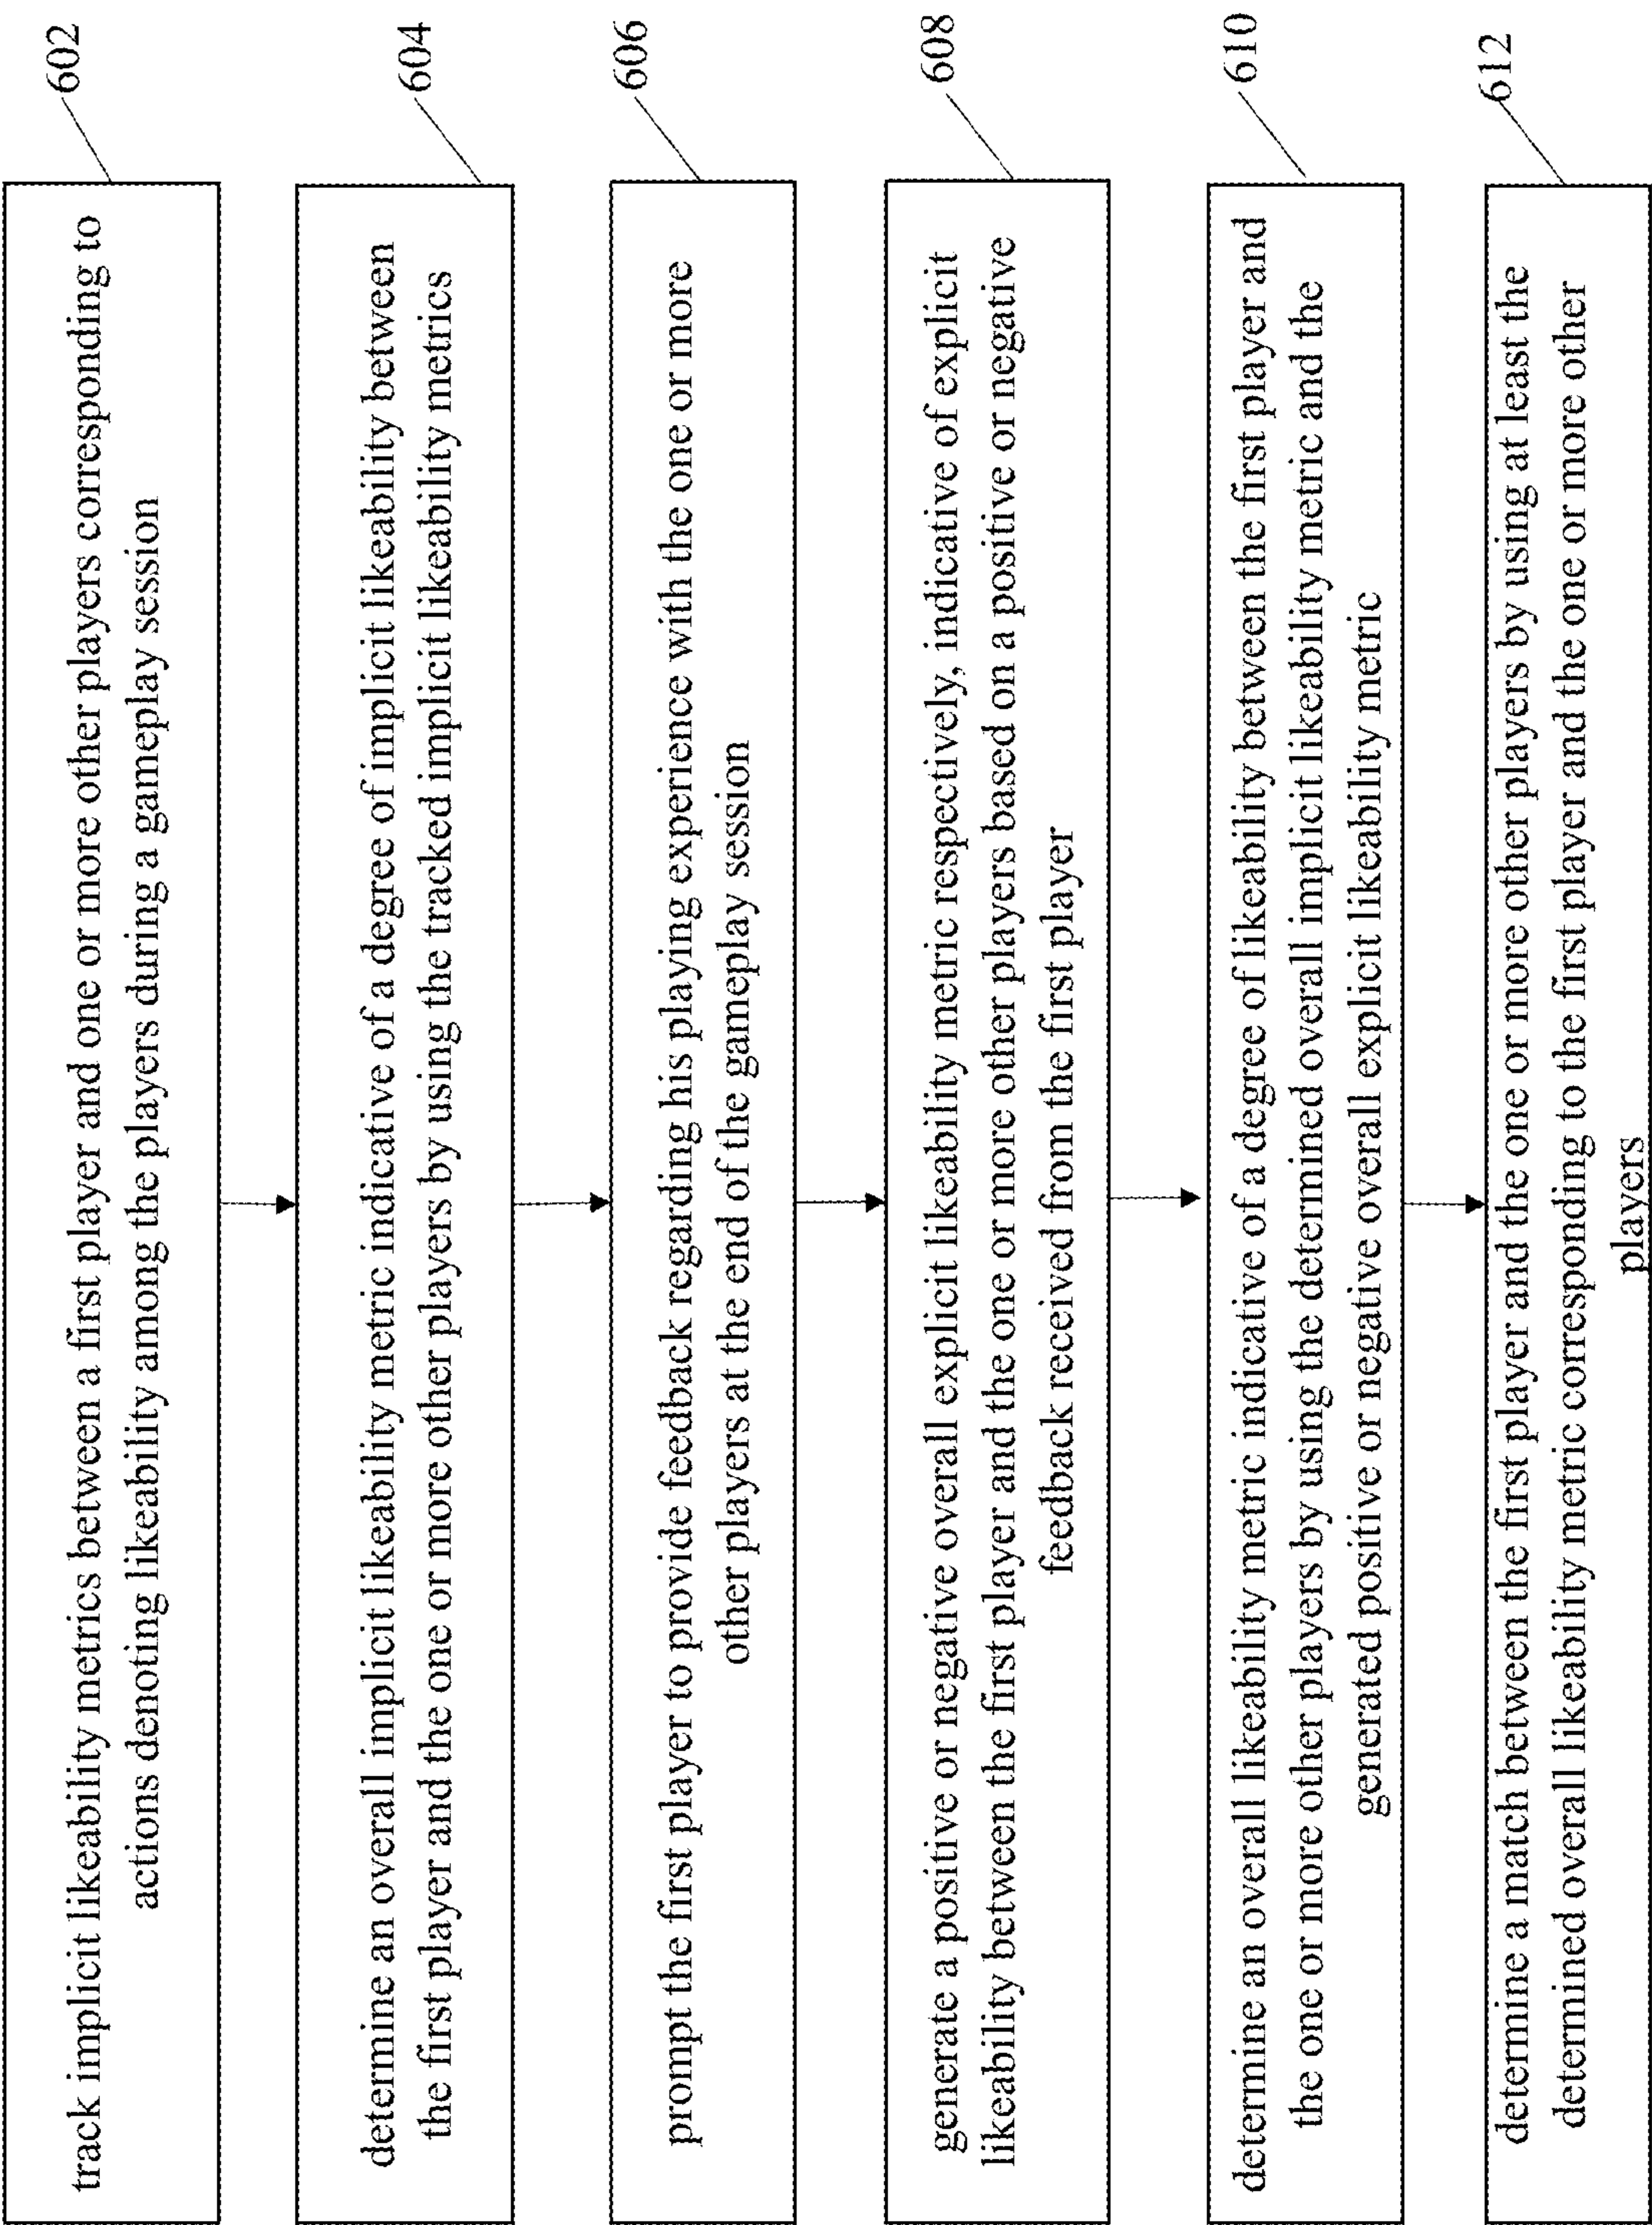 track implicit likeability metrics between a first player and one or more other players corresponding to
actions denoting likeability among the players during a gameplay session
602
determine an overall implicit likeability metric indicative of a degree of implicit likeability between
the first player and the one or more other players by using the tracked implicit likeability metrics
604
prompt the first player to provide feedback regarding his playing experience with the one or more
other players at the end of the gameplay session
606
generate a positive or negative overall explicit likeability metric respectively, indicative of explicit
likeability between the first player and the one or more other players based on a positive or negative
feedback received from the first player
608
determine an overall likeability metric indicative of a degree of likeability between the first player and
the one or more other players by using the determined overall implicit likeability metric and the
generated positive or negative overall explicit likeability metric
610
determine a match between the first player and the one or more other players by using at least the
determined overall likeability metric corresponding to the first player and the one or more other
players
612